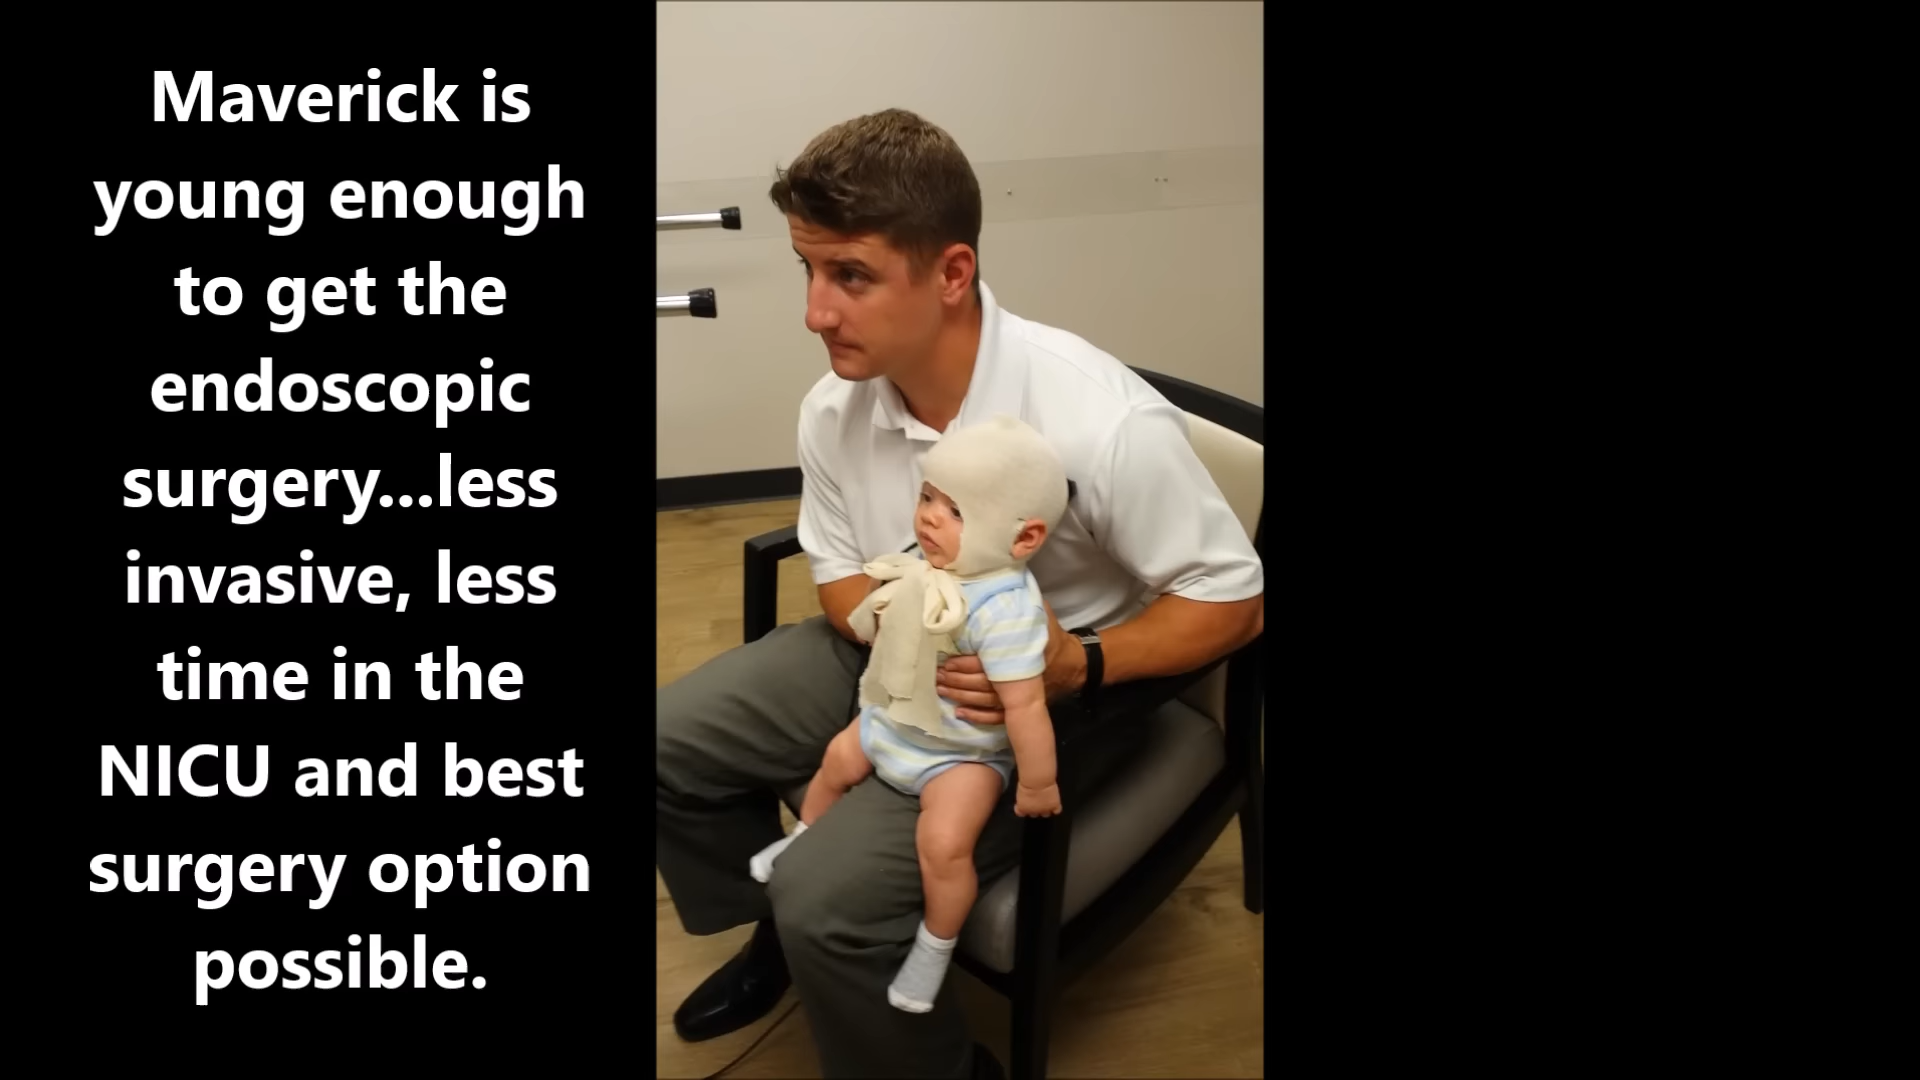 Maverick is
young enough
to get the
endoscopic
surgery...less
invasive, less
time in the
NICU and best
surgery option
possible.